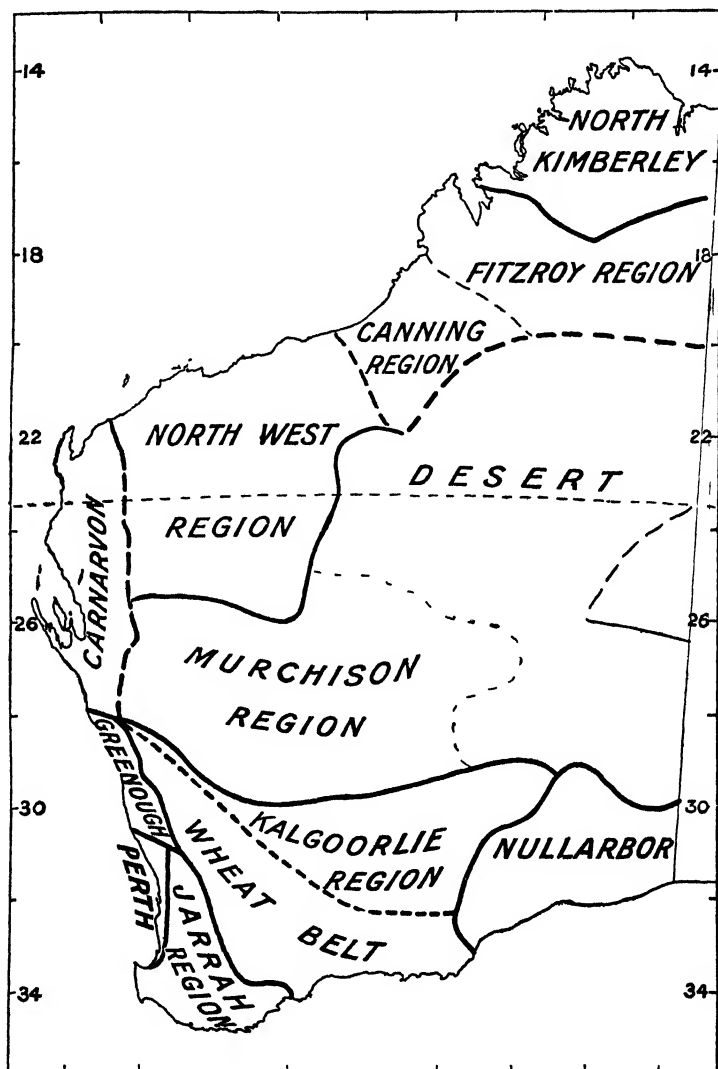 14
14
NORTH
KIMBERLEY
18
18
FITZROY REGION
CANNING
REGION
NORTH WEST
22
22
DESERT
REGION
CARNARVON
26
26
MURCHISON
REGION
GREENOUGH
30
30
KALGOORLIE
REGION
NULLARBOR
WHEAT
BELT
PERTH
JARRAH
REGION
34
34